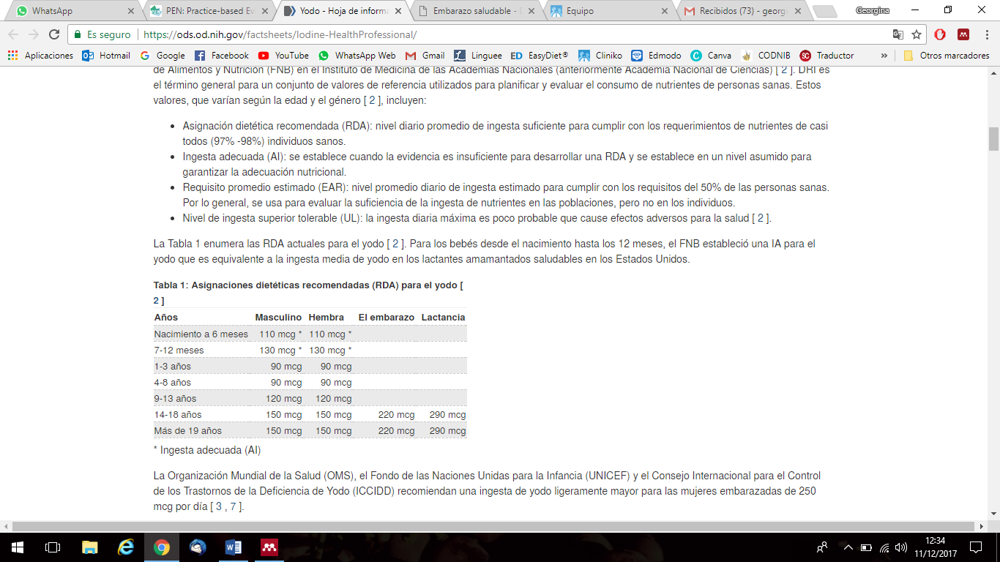 WhatsApp PEN: Practice-based Ev Yodo - Hoja de informa Embarazo saludable - Equipo Recibidos (73) - georg Georgina
Es seguro https://ods.od.nih.gov/factsheets/Iodine-HealthProfessional/
Aplicaciones Hotmail Google Facebook YouTube WhatsApp Web Gmail Linguee EasyDiet® Cliniko Edmodo Canva CODNIB Traductor » Otros marcadores
de Alimentos y Nutrición (FNB) en el Instituto de Medicina de las Academias Nacionales (anteriormente Academia Nacional de Ciencias) [ 2 ]. DRI es
el término general para un conjunto de valores de referencia utilizados para planificar y evaluar el consumo de nutrientes de personas sanas. Estos
valores, que varían según la edad y el género [ 2 ], incluyen:
• Asignación dietética recomendada (RDA): nivel diario promedio de ingesta suficiente para cumplir con los requerimientos de nutrientes de casi
todos (97% -98%) individuos sanos.
• Ingesta adecuada (AI): se establece cuando la evidencia es insuficiente para desarrollar una RDA y se establece en un nivel asumido para
garantizar la adecuación nutricional.
• Requisito promedio estimado (EAR): nivel promedio diario de ingesta estimado para cumplir con los requisitos del 50% de las personas sanas.
Por lo general, se usa para evaluar la suficiencia de la ingesta de nutrientes en las poblaciones, pero no en los individuos.
• Nivel de ingesta superior tolerable (UL): la ingesta diaria máxima es poco probable que cause efectos adversos para la salud [ 2 ].
La Tabla 1 enumera las RDA actuales para el yodo [ 2 ]. Para los bebés desde el nacimiento hasta los 12 meses, el FNB estableció una IA para el
yodo que es equivalente a la ingesta media de yodo en los lactantes amamantados saludables en los Estados Unidos.
Tabla 1: Asignaciones dietéticas recomendadas (RDA) para el yodo [
2 ]
Años Masculino Hembra El embarazo Lactancia
Nacimiento a 6 meses 110 mcg * 110 mcg *
7-12 meses 130 mcg * 130 mcg *
1-3 años 90 mcg 90 mcg
4-8 años 90 mcg 90 mcg
9-13 años 120 mcg 120 mcg
14-18 años 150 mcg 150 mcg 220 mcg 290 mcg
Más de 19 años 150 mcg 150 mcg 220 mcg 290 mcg
* Ingesta adecuada (AI)
La Organización Mundial de la Salud (OMS), el Fondo de las Naciones Unidas para la Infancia (UNICEF) y el Consejo Internacional para el Control
de los Trastornos de la Deficiencia de Yodo (ICCIDD) recomiendan una ingesta de yodo ligeramente mayor para las mujeres embarazadas de 250
mcg por día [ 3 , 7 ].
12:34
11/12/2017